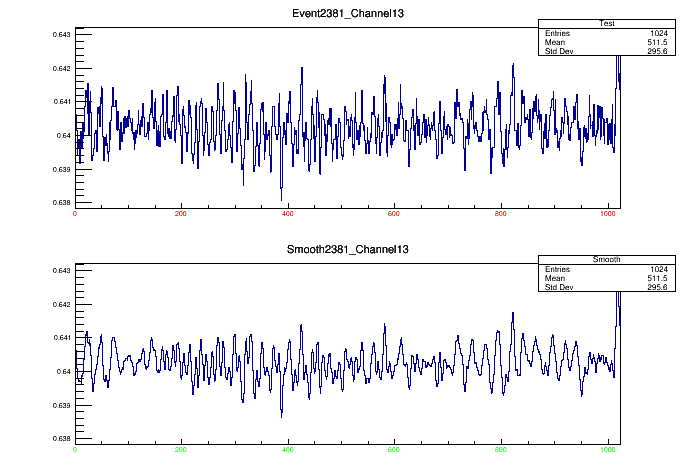 Event2381_Channel13
Test
Entries 1024
Mean 511.5
Std Dev 295.6
0.643
0.642
0.641
0.64
0.639
0.638
0 200 400 600 800 1000
Smooth2381_Channel13
Smooth
Entries 1024
Mean 511.5
Std Dev 295.6
0.643
0.642
0.641
0.64
0.639
0.638
0 200 400 600 800 1000